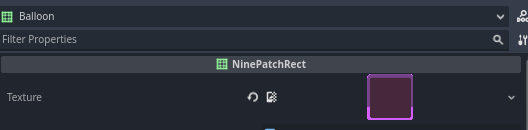 Balloon
Filter Properties
NinePatchRect
Texture